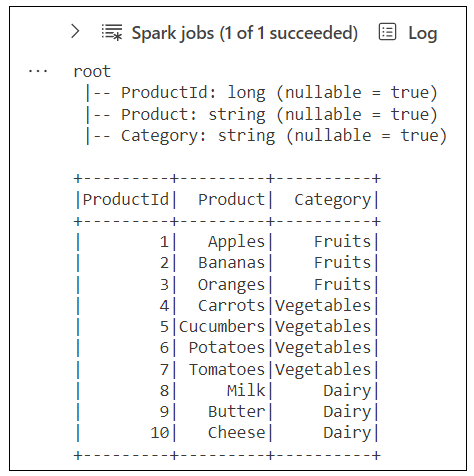 Spark jobs (1 of 1 succeeded) Log
... root
|-- ProductId: long (nullable = true)
|-- Product: string (nullable = true)
|-- Category: string (nullable = true)
+---------+---------+----------+
|ProductId|  Product|  Category|
+---------+---------+----------+
|        1|   Apples|    Fruits|
|        2|  Bananas|    Fruits|
|        3|  Oranges|    Fruits|
|        4|  Carrots|Vegetables|
|        5|Cucumbers|Vegetables|
|        6| Potatoes|Vegetables|
|        7| Tomatoes|Vegetables|
|        8|     Milk|     Dairy|
|        9|   Butter|     Dairy|
|       10|   Cheese|     Dairy|
+---------+---------+----------+